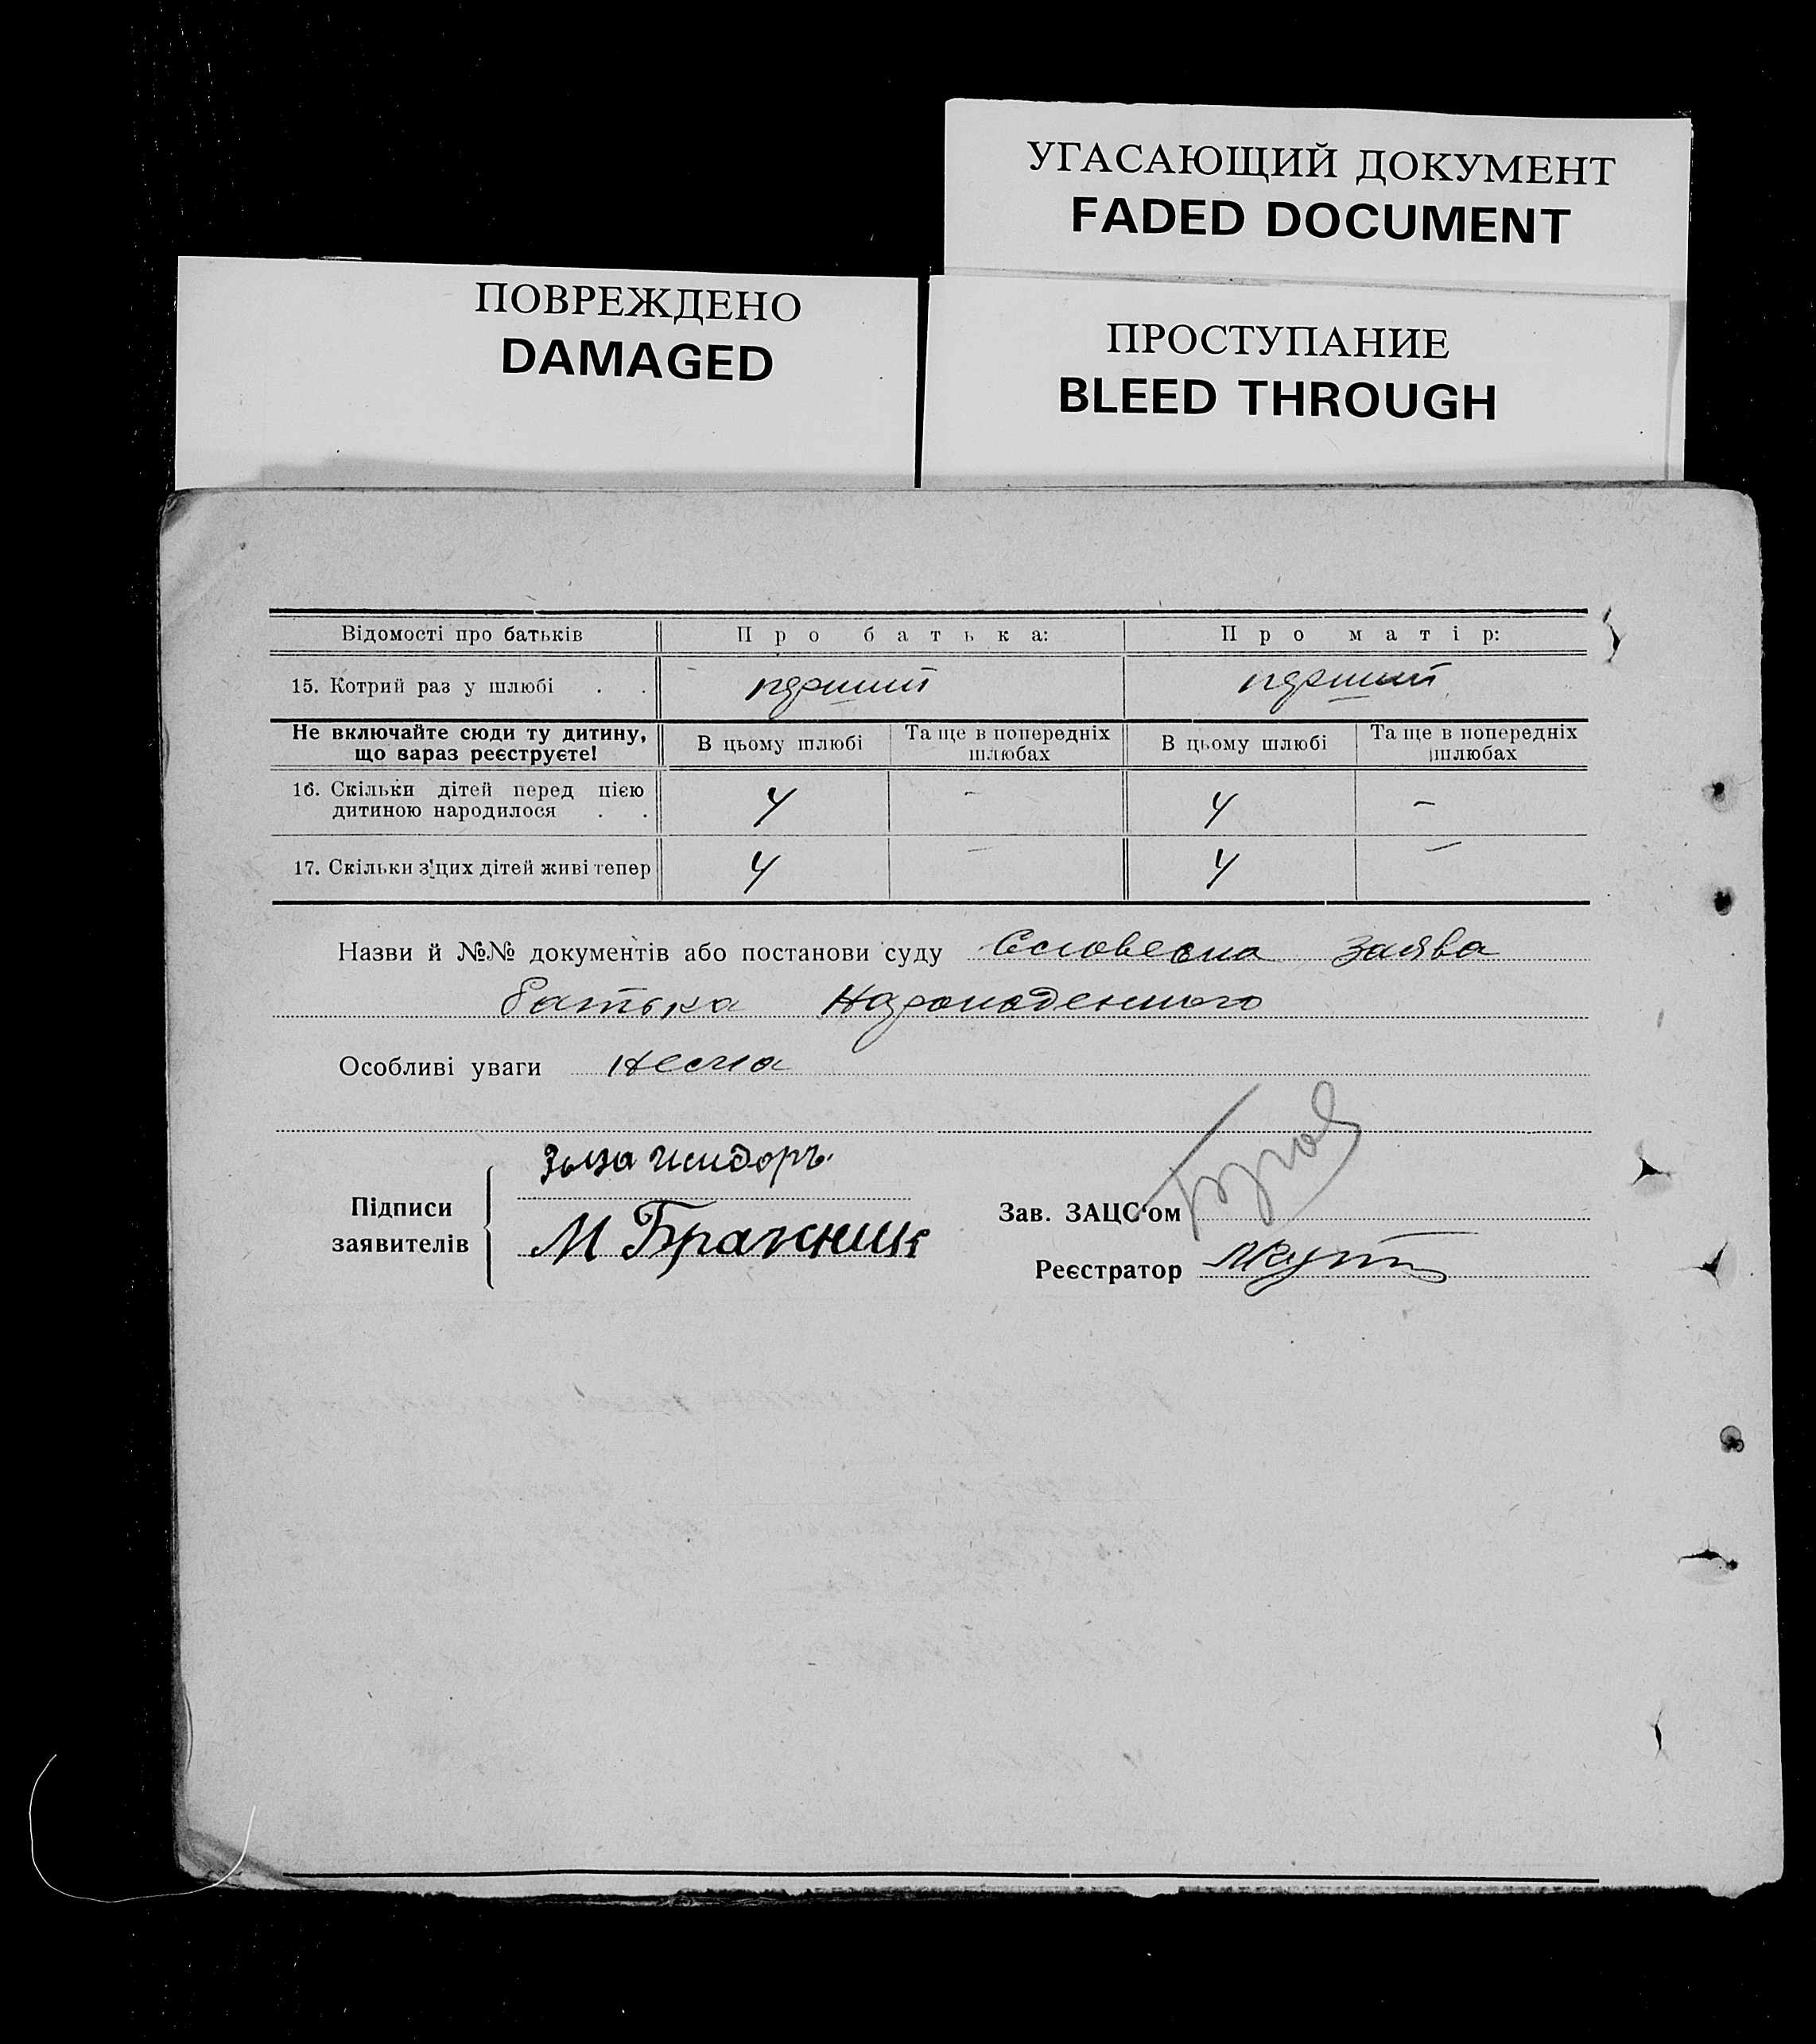 УГАСАЮЩИЙ ДОКУМЕНТ
FADED DOCUMENT
ПОВРЕЖДЕНО
DAMAGED
ПРОСТУПАНИЕ
BLEED THROUGH
Відомості про батьків Про батька: Про матір:
15. Котрий раз у шлюбі . . перший перший
Не включайте сюди ту дитину, що зараз реєструєте! В цьому шлюбі Та ще в попередніх шлюбах В цьому шлюбі Та ще в попередніх шлюбах
16. Скільки дітей перед цією дитиною народилося . . 4 - 4 -
17. Скільки з'цих дітей живі тепер 4 - 4 -
Назви й №№ документів або постанови суду Словесна заява
батька
Особливі уваги нема
Підписи заявителів
М Бражник
Зав. ЗАЦС'ом
Реєстратор